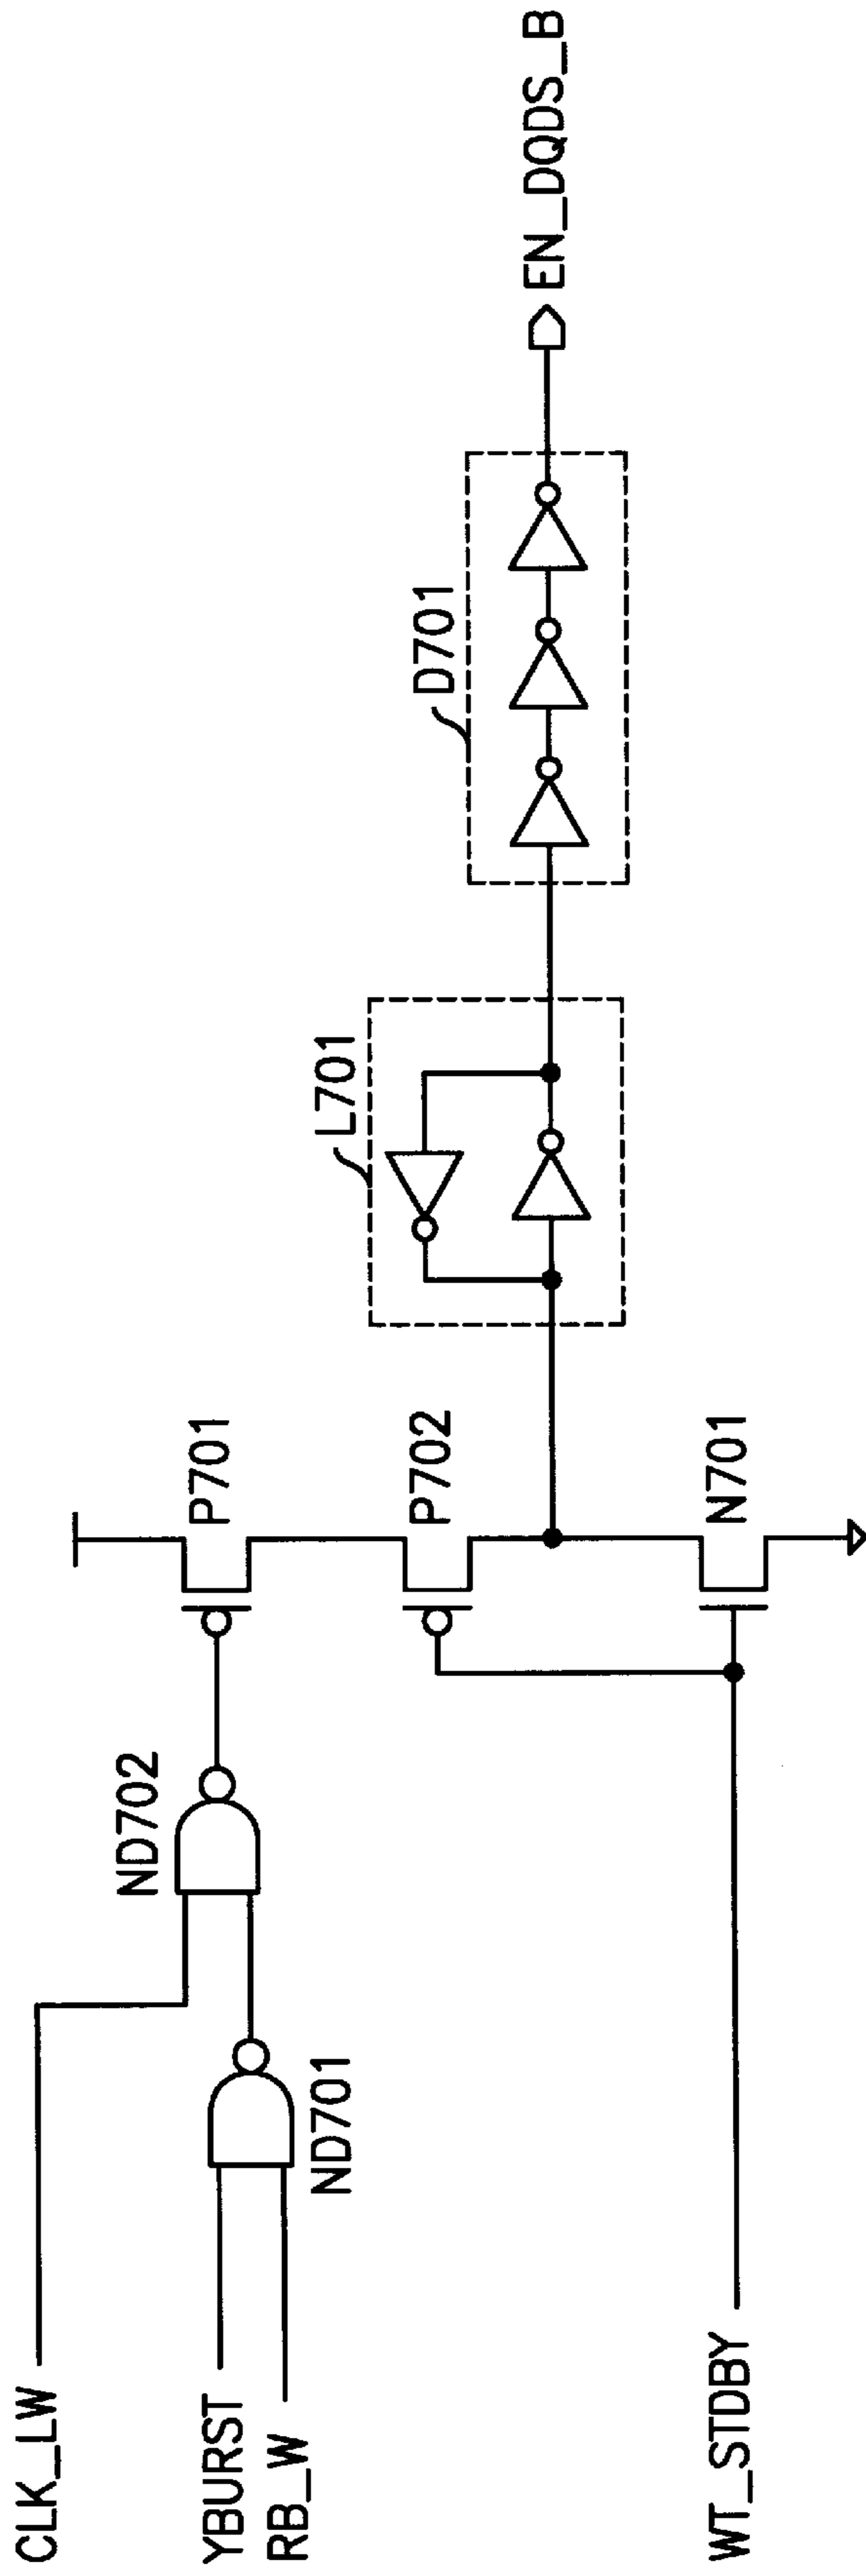 CLK_LW
YBURST
RB_W
WT_STDBY
ND701
ND702
P701
P702
N701
L701
D701
EN_DQDS_B